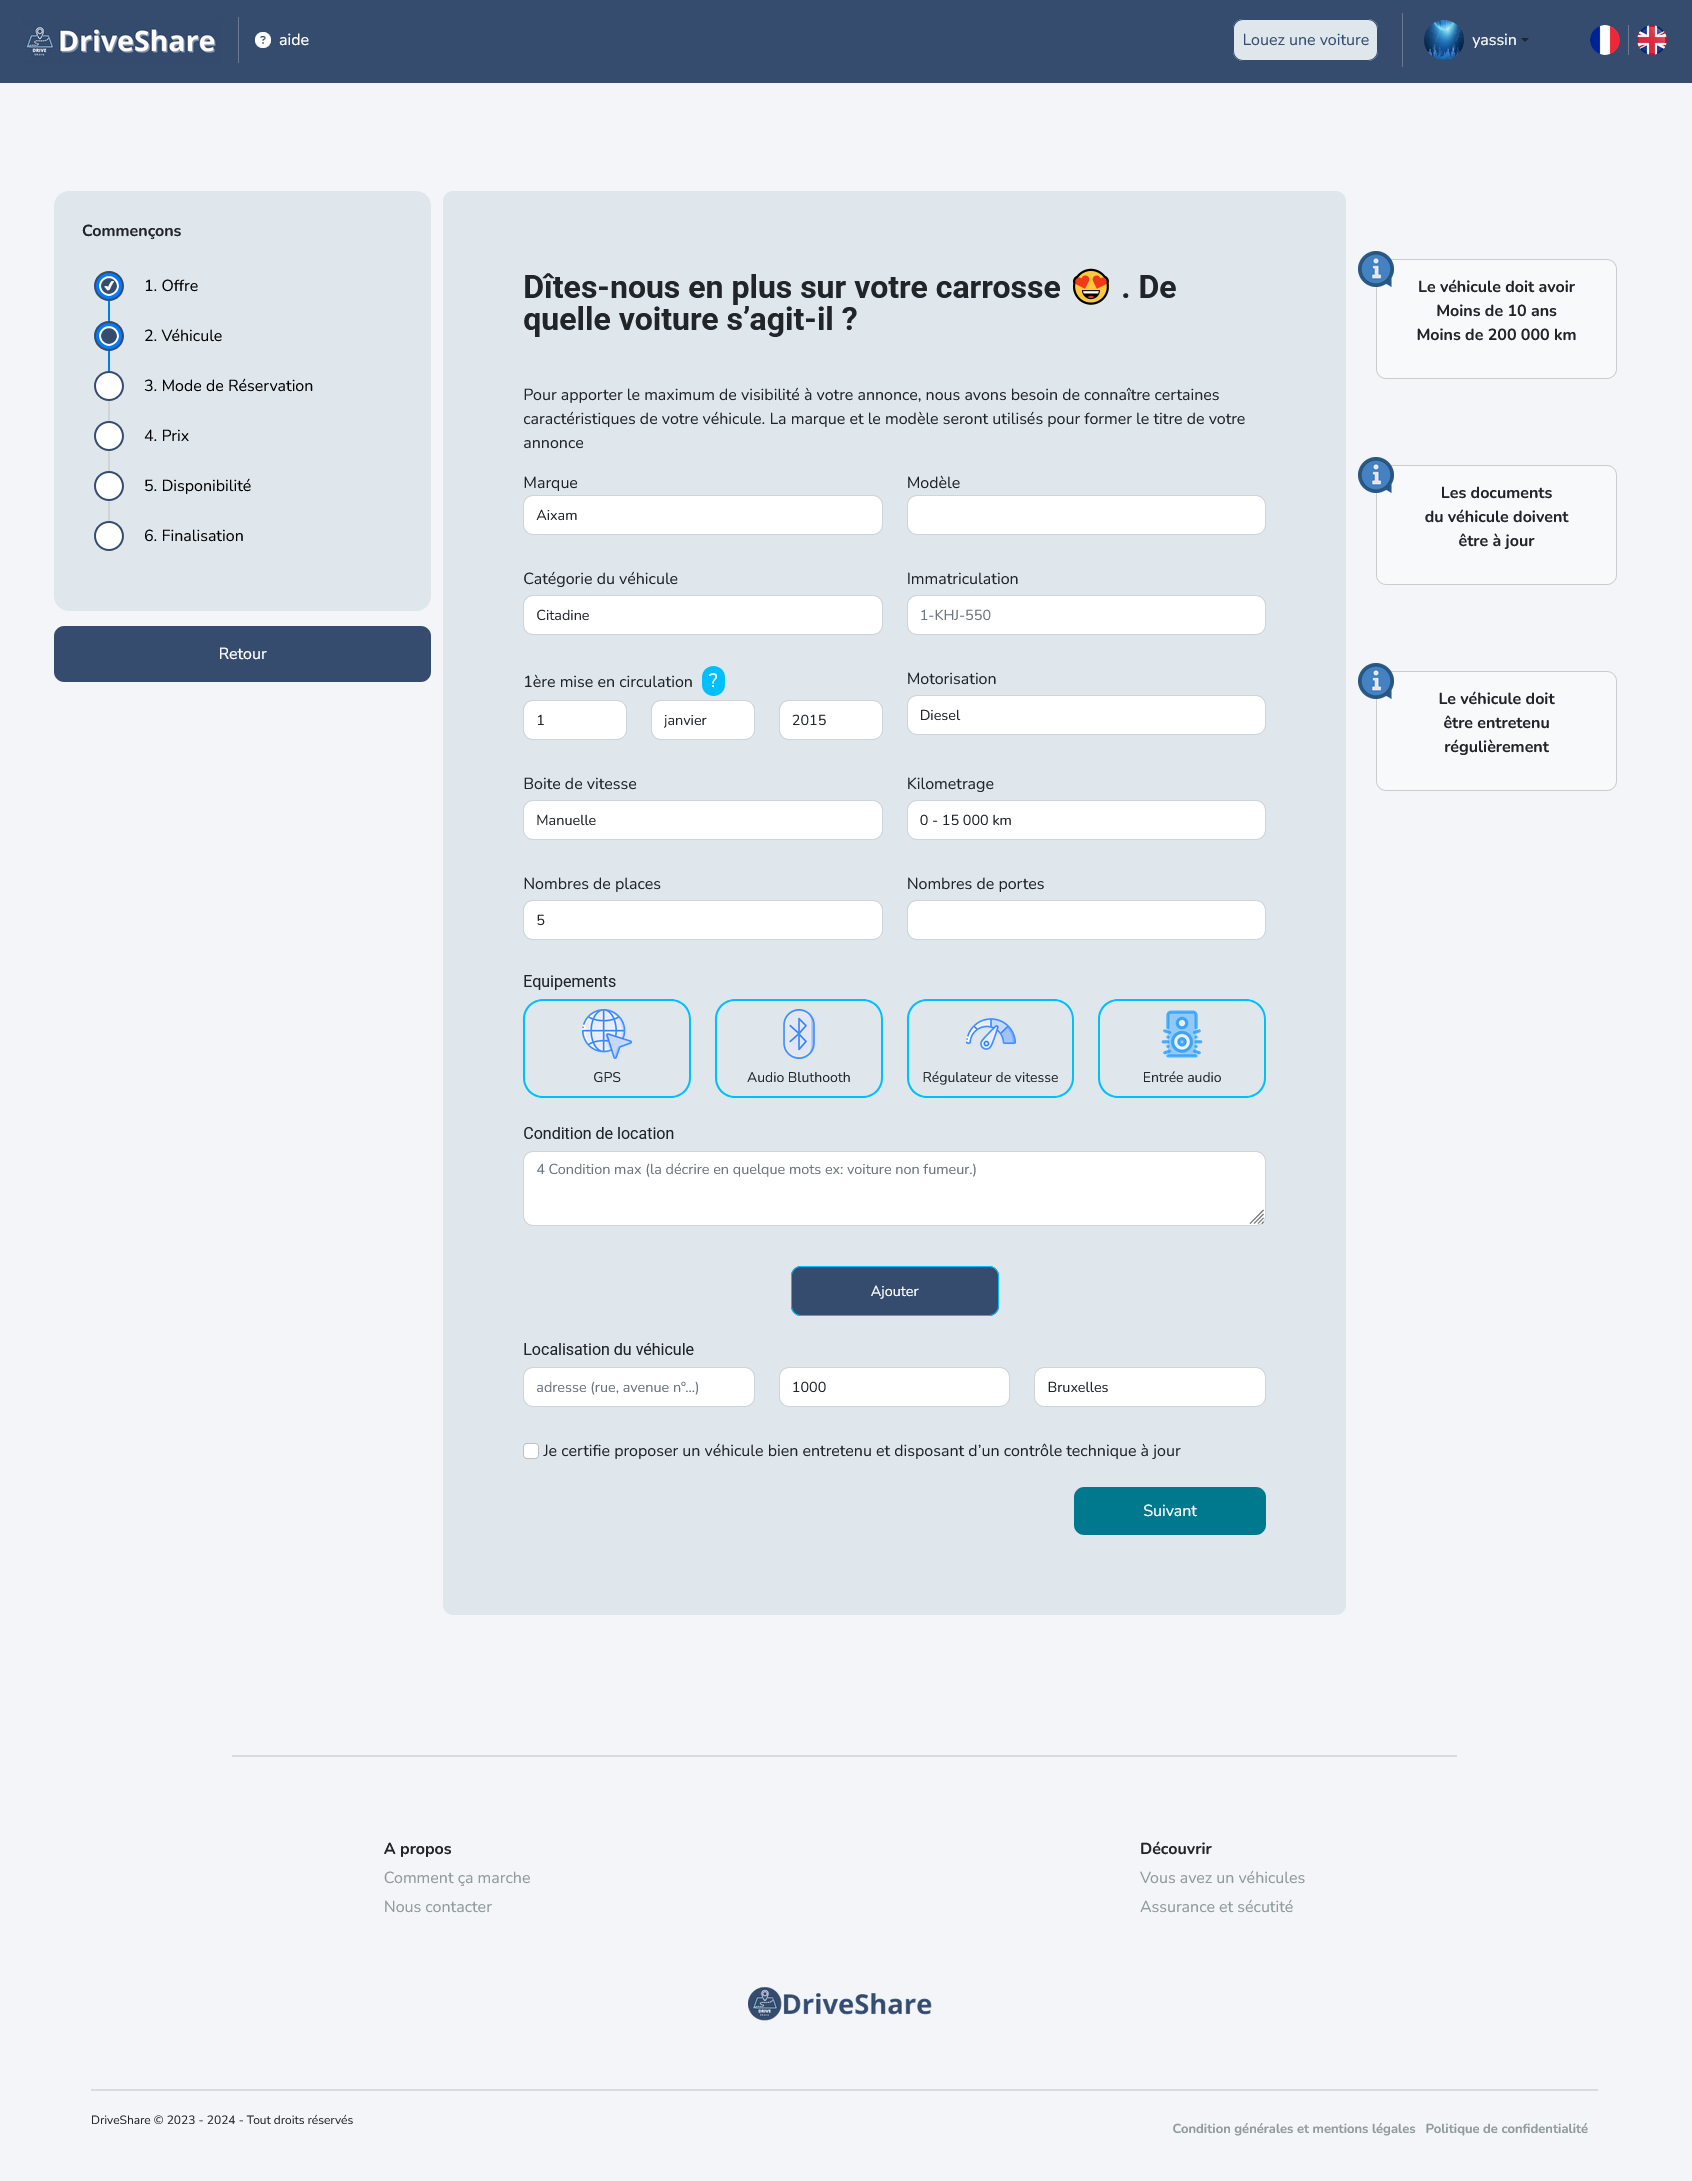 DriveShare
aide
Louez une voiture
yassin
Commençons
1. Offre
2. Véhicule
3. Mode de Réservation
4. Prix
5. Disponibilité
6. Finalisation
Retour
Dîtes-nous en plus sur votre carrosse 😍 . De
quelle voiture s’agit-il ?
Pour apporter le maximum de visibilité à votre annonce, nous avons besoin de connaître certaines
caractéristiques de votre véhicule. La marque et le modèle seront utilisés pour former le titre de votre
annonce
Marque
Modèle
Aixam
Catégorie du véhicule
Immatriculation
Citadine
1-KHJ-550
1ère mise en circulation ?
Motorisation
1
janvier
2015
Diesel
Boite de vitesse
Kilometrage
Manuelle
0 - 15 000 km
Nombres de places
Nombres de portes
5
Equipements
GPS
Audio Bluthooth
Régulateur de vitesse
Entrée audio
Condition de location
4 Condition max (la décrire en quelque mots ex: voiture non fumeur.)
Ajouter
Localisation du véhicule
adresse (rue, avenue n°...)
1000
Bruxelles
Je certifie proposer un véhicule bien entretenu et disposant d’un contrôle technique à jour
Suivant
Le véhicule doit avoir
Moins de 10 ans
Moins de 200 000 km
Les documents
du véhicule doivent
être à jour
Le véhicule doit
être entretenu
régulièrement
A propos
Comment ça marche
Nous contacter
Découvrir
Vous avez un véhicules
Assurance et sécutité
DriveShare
DriveShare © 2023 - 2024 - Tout droits réservés
Condition générales et mentions légales
Politique de confidentialité